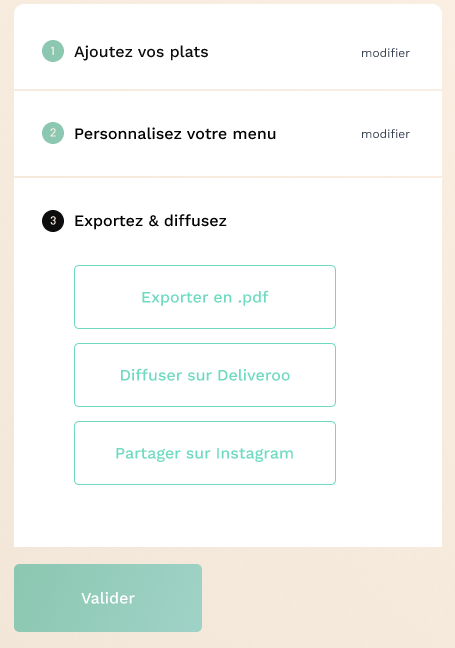 1 Ajoutez vos plats modifier
2 Personnalisez votre menu modifier
3 Exportez & diffusez
Exporter en .pdf
Diffuser sur Deliveroo
Partager sur Instagram
Valider